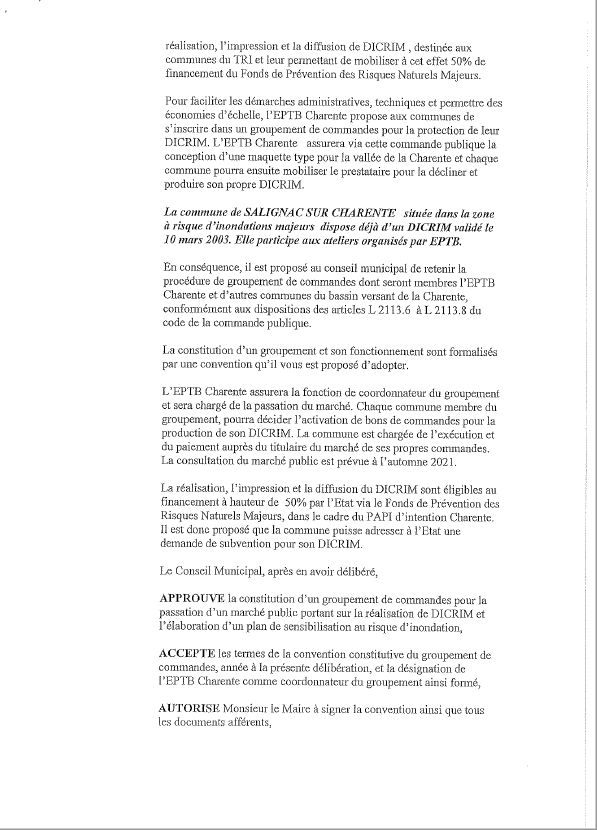 réalisation, l'impression et la diffusion de DICRIM , destinée aux
communes du TRI et leur permettant de mobiliser à cet effet 50% de
financement du Fonds de Prévention des Risques Naturels Majeurs.
Pour faciliter les démarches administratives, techniques et permettre des
économies d'échelle, l'EPTB Charente propose aux communes de
s'inscrire dans un groupement de commandes pour la protection de leur
DICRIM. L'EPTB Charente assurera via cette commande publique la
conception d'une maquette type pour la vallée de la Charente et chaque
commune pourra ensuite mobiliser le prestataire pour la décliner et
produire son propre DICRIM.
La commune de SALIGNAC SUR CHARENTE située dans la zone
à risque d'inondations majeurs dispose déjà d'un DICRIM validé le
10 mars 2003. Elle participe aux ateliers organisés par EPTB.
En conséquence, il est proposé au conseil municipal de retenir la
procédure de groupement de commandes dont seront membres l'EPTB
Charente et d'autres communes du bassin versant de la Charente,
conformément aux dispositions des articles L 2113.6 à L 2113.8 du
code de la commande publique.
La constitution d'un groupement et son fonctionnement sont formalisés
par une convention qu'il vous est proposé d'adopter.
L'EPTB Charente assurera la fonction de coordonnateur du groupement
et sera chargé de la passation du marché. Chaque commune membre du
groupement, pourra décider l'activation de bons de commandes pour la
production de son DICRIM. La commune est chargée de l'exécution et
du paiement auprès du titulaire du marché de ses propres commandes.
La consultation du marché public est prévue à l'automne 2021.
La réalisation, l'impression et la diffusion du DICRIM sont éligibles au
financement à hauteur de 50% par l'Etat via le Fonds de Prévention des
Risques Naturels Majeurs, dans le cadre du PAPI d'intention Charente.
Il est donc proposé que la commune puisse adresser à l'Etat une
demande de subvention pour son DICRIM.
Le Conseil Municipal, après en avoir délibéré,
APPROUVE la constitution d'un groupement de commandes pour la
passation d'un marché public portant sur la réalisation de DICRIM et
l'élaboration d'un plan de sensibilisation au risque d'inondation,
ACCEPTE les termes de la convention constitutive du groupement de
commandes, année à la présente délibération, et la désignation de
l'EPTB Charente comme coordonnateur du groupement ainsi formé,
AUTORISE Monsieur le Maire à signer la convention ainsi que tous
les documents afférents,